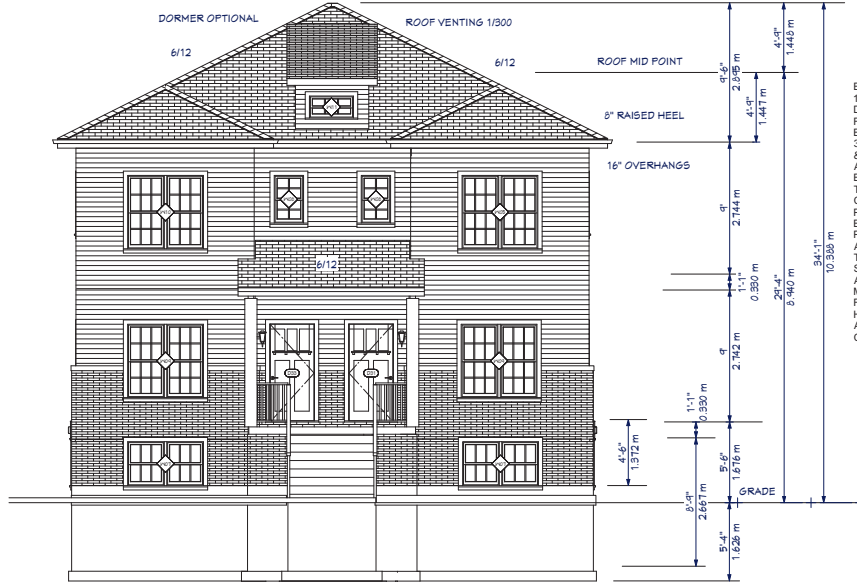 DORMER OPTIONAL
ROOF VENTING 1/300
6/12
6/12
ROOF MID POINT
8" RAISED HEEL
16" OVERHANGS
6/12
GRADE
4'-9"
1.448 m
9'-6"
2.895 m
4'-9"
1.447 m
9'
2.744 m
1'-1"
0.330 m
29'-4"
8.940 m
34'-1"
10.388 m
9'
2.742 m
1'-1"
0.330 m
4'-6"
1.372 m
5'-6"
1.676 m
8'-9"
2.667 m
5'-4"
1.626 m